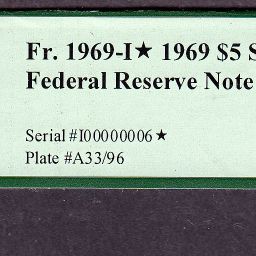 Fr. 1969-I★ 1969 $5 S
Federal Reserve Note
Serial #I00000006★
Plate #A33/96